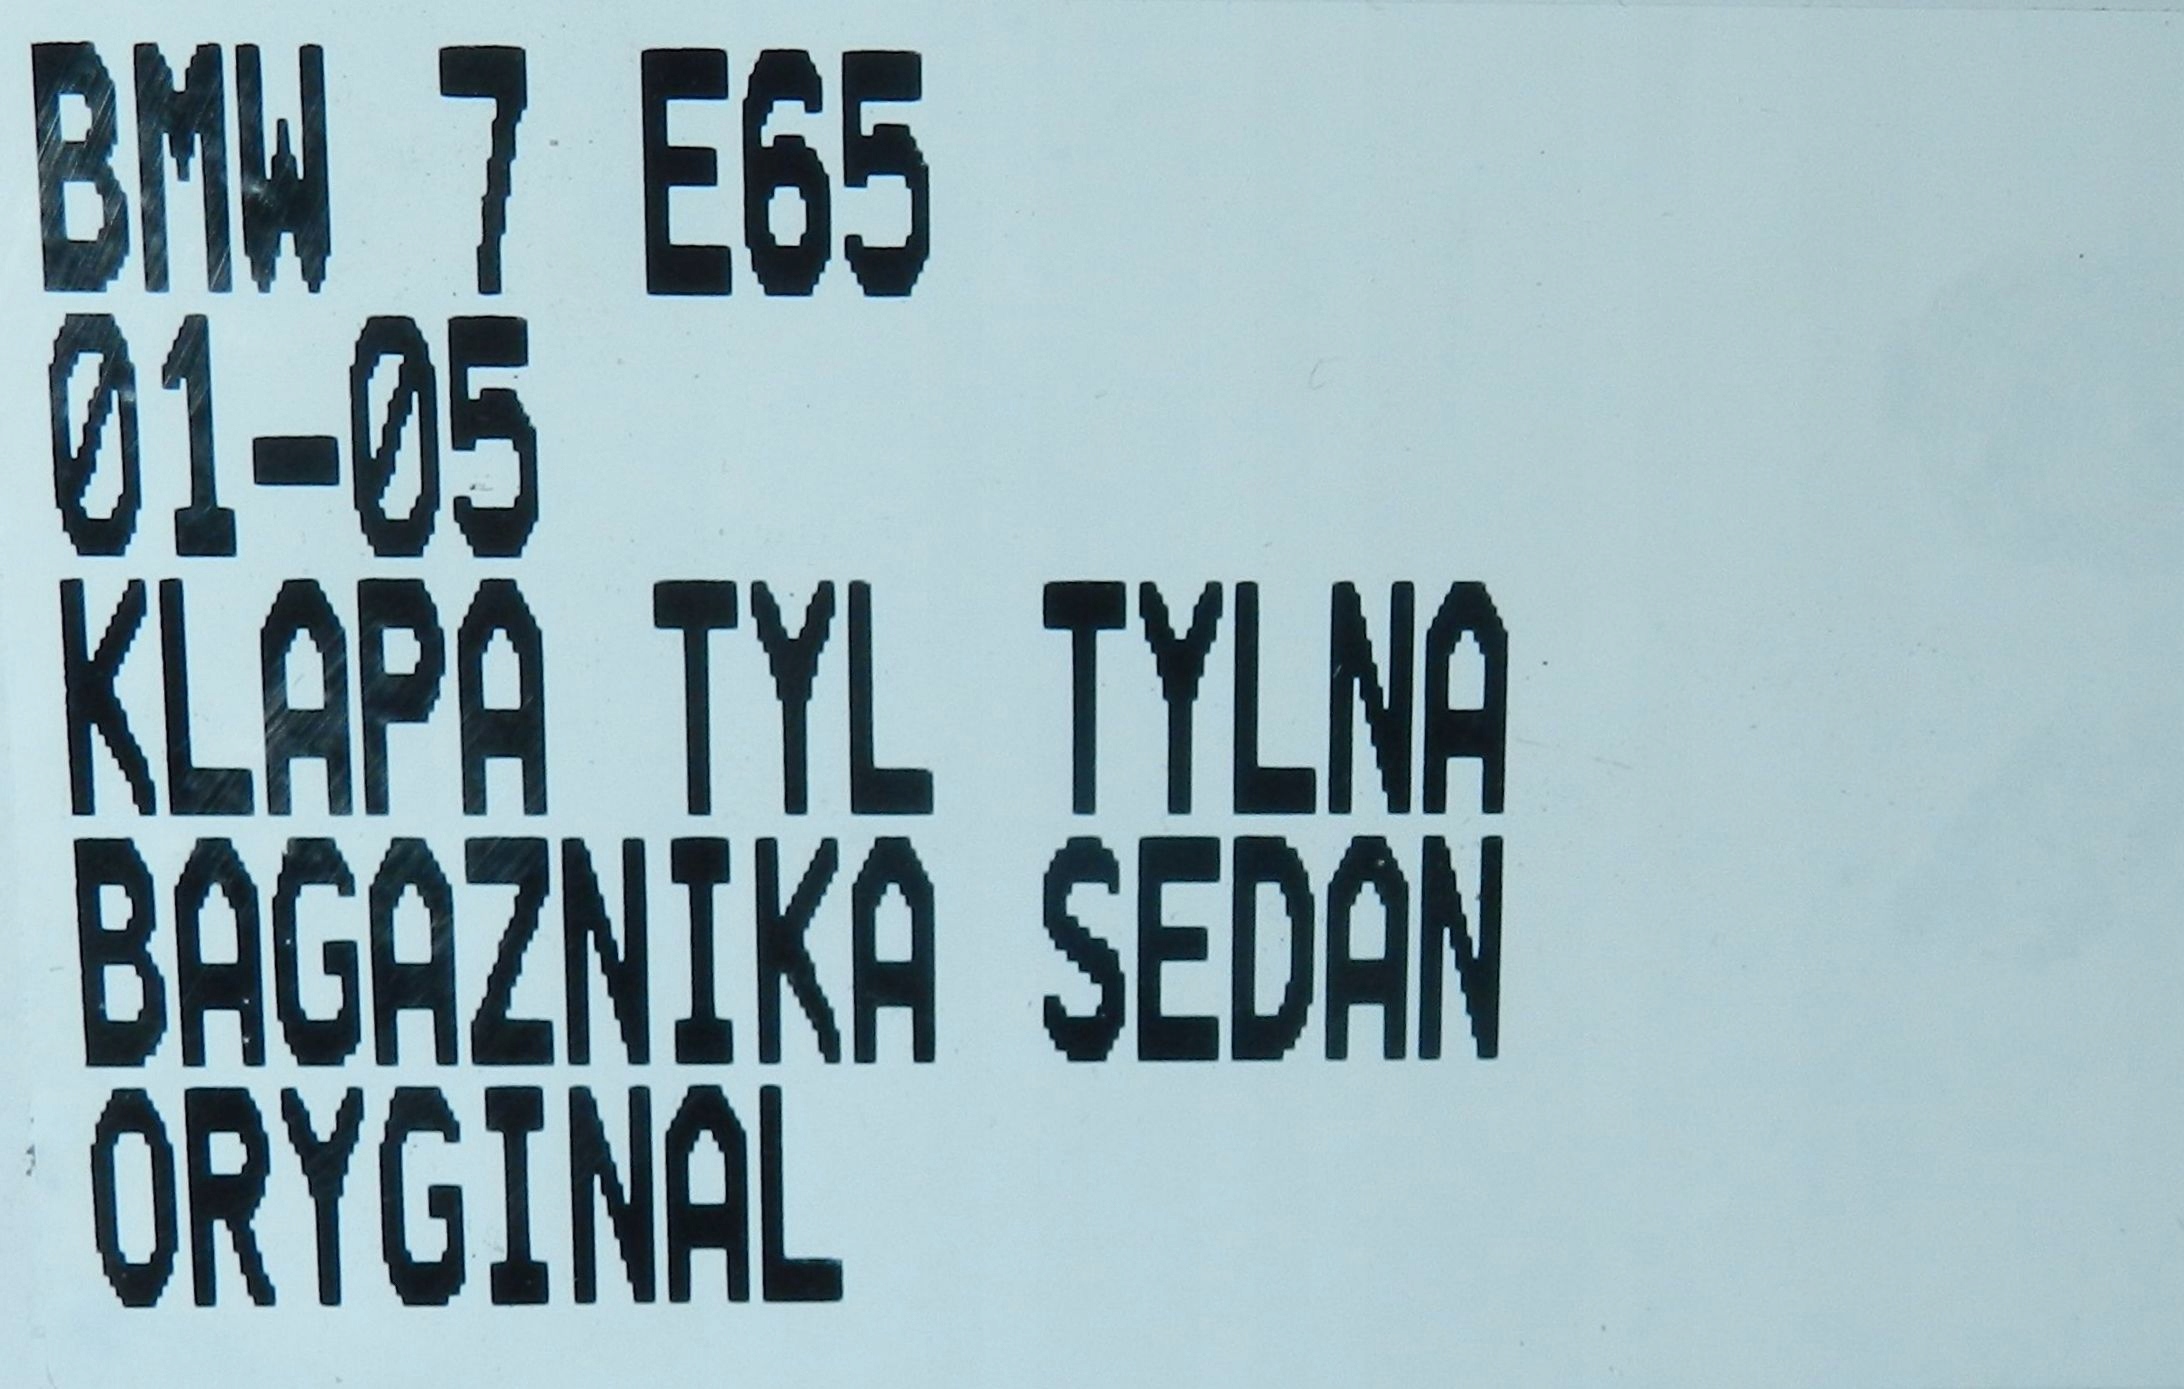 BMW 7 E65
01-05
KLAPA TYL TYLNA
BAGAZNIKA SEDAN
ORYGINAL